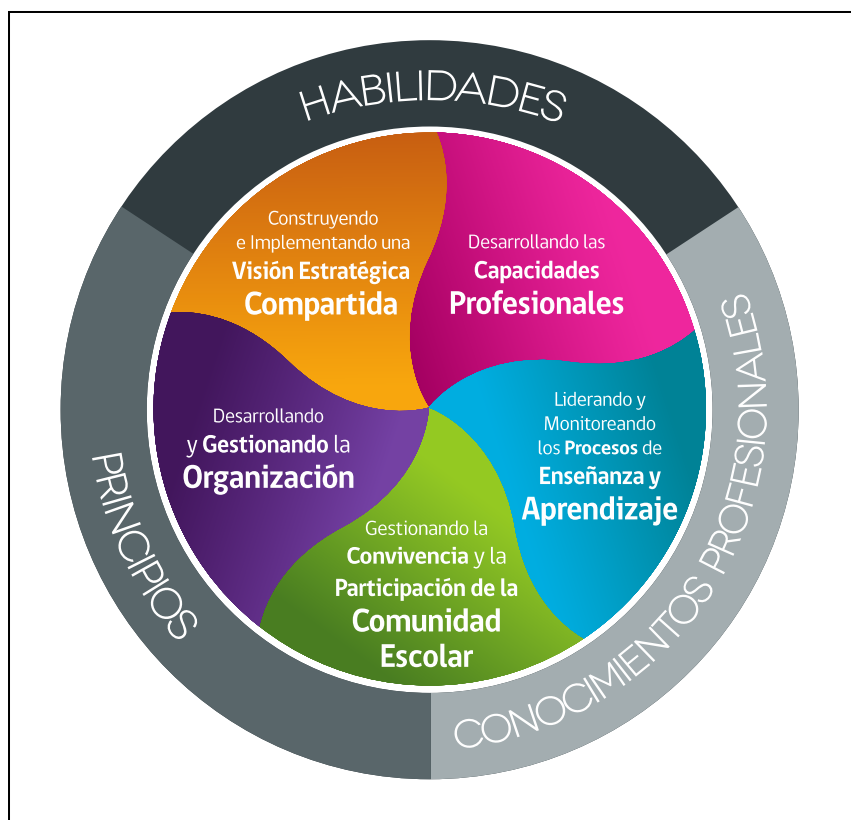 HABILIDADES
Construyendo
e Implementando una
Visión Estratégica
Compartida
Desarrollando las
Capacidades
Profesionales
Liderando y
Monitoreando
los Procesos de
Enseñanza y
Aprendizaje
Desarrollando
y Gestionando la
Organización
Gestionando la
Convivencia y la
Participación de la
Comunidad
Escolar
PRINCIPIOS
CONOCIMIENTOS PROFESIONALES